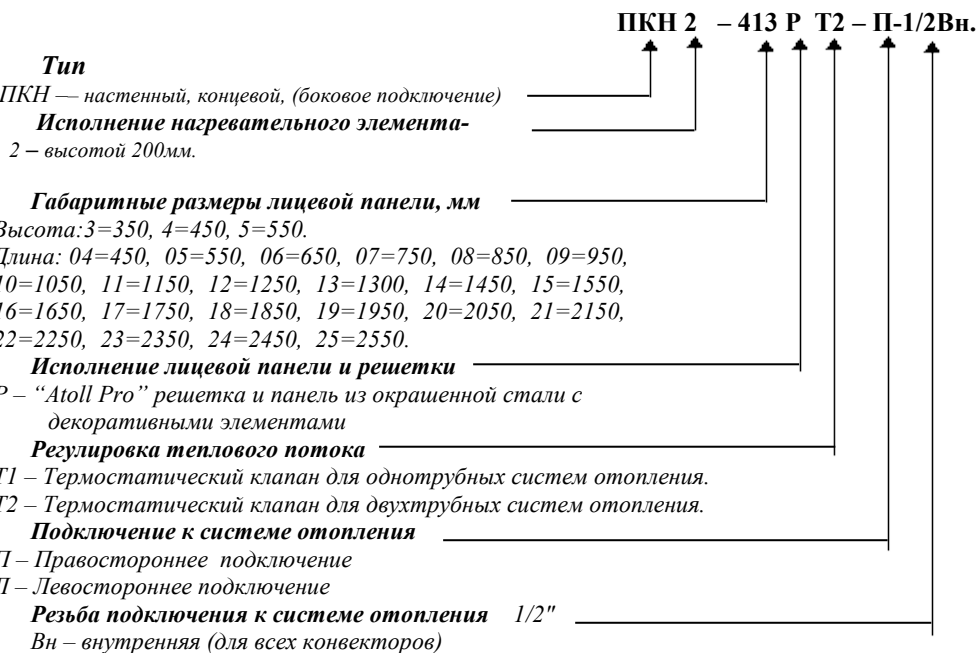 ПКН 2 – 413 Р Т2 – П-1/2Вн.
Тип
ПКН –– настенный, концевой, (боковое подключение)
Исполнение нагревательного элемента-
2 – высотой 200мм.
Габаритные размеры лицевой панели, мм
Высота:3=350, 4=450, 5=550.
Длина: 04=450, 05=550, 06=650, 07=750, 08=850, 09=950,
10=1050, 11=1150, 12=1250, 13=1300, 14=1450, 15=1550,
16=1650, 17=1750, 18=1850, 19=1950, 20=2050, 21=2150,
22=2250, 23=2350, 24=2450, 25=2550.
Исполнение лицевой панели и решетки
Р – “Atoll Pro” решетка и панель из окрашенной стали с
декоративными элементами
Регулировка теплового потока
Т1 – Термостатический клапан для однотрубных систем отопления.
Т2 – Термостатический клапан для двухтрубных систем отопления.
Подключение к системе отопления
П – Правостороннее подключение
Л – Левостороннее подключение
Резьба подключения к системе отопления 1/2"
Вн – внутренняя (для всех конвекторов)